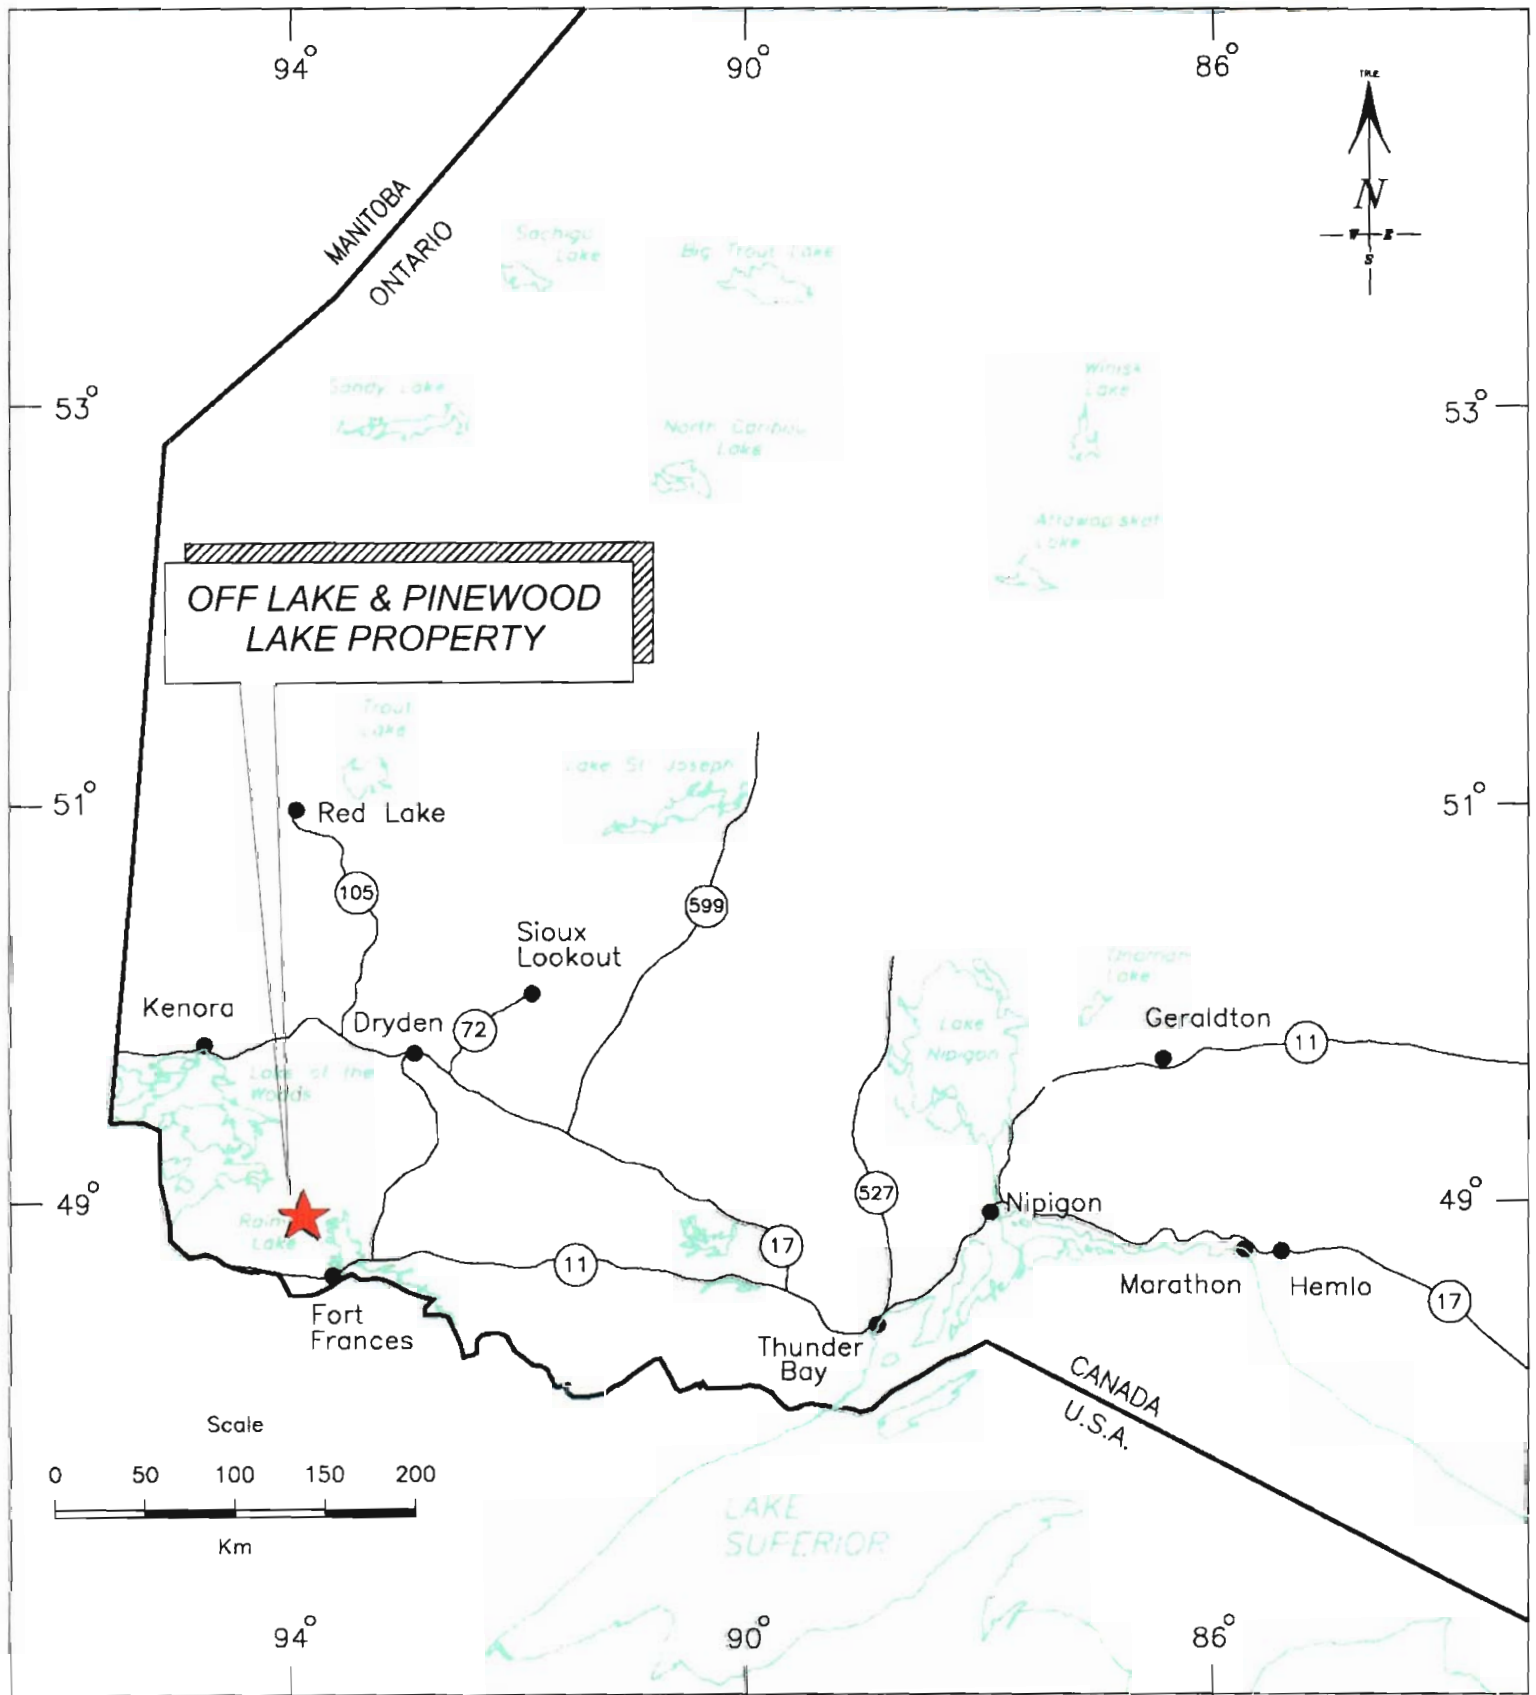 94°
90°
86°
TRUE
N
W E
S
MANITOBA
ONTARIO
Sachigo
Lake
Big Trout Lake
Winisk
Lake
53°
53°
Sandy Lake
North Caribou
Lake
Attawapiskat
Lake
OFF LAKE & PINEWOOD
LAKE PROPERTY
Trout
Lake
Lake St Joseph
51°
51°
Red Lake
105
599
Sioux
Lookout
Kenora
Dryden
72
Lake
Lake
Nipigon
Geraldton
11
Lake of the
Woods
49°
49°
527
Nipigon
Rainy
Lake
17
11
Marathon
Hemlo
17
Fort
Frances
Thunder
Bay
CANADA
U.S.A.
Scale
0 50 100 150 200
Km
LAKE
SUPERIOR
94°
90°
86°